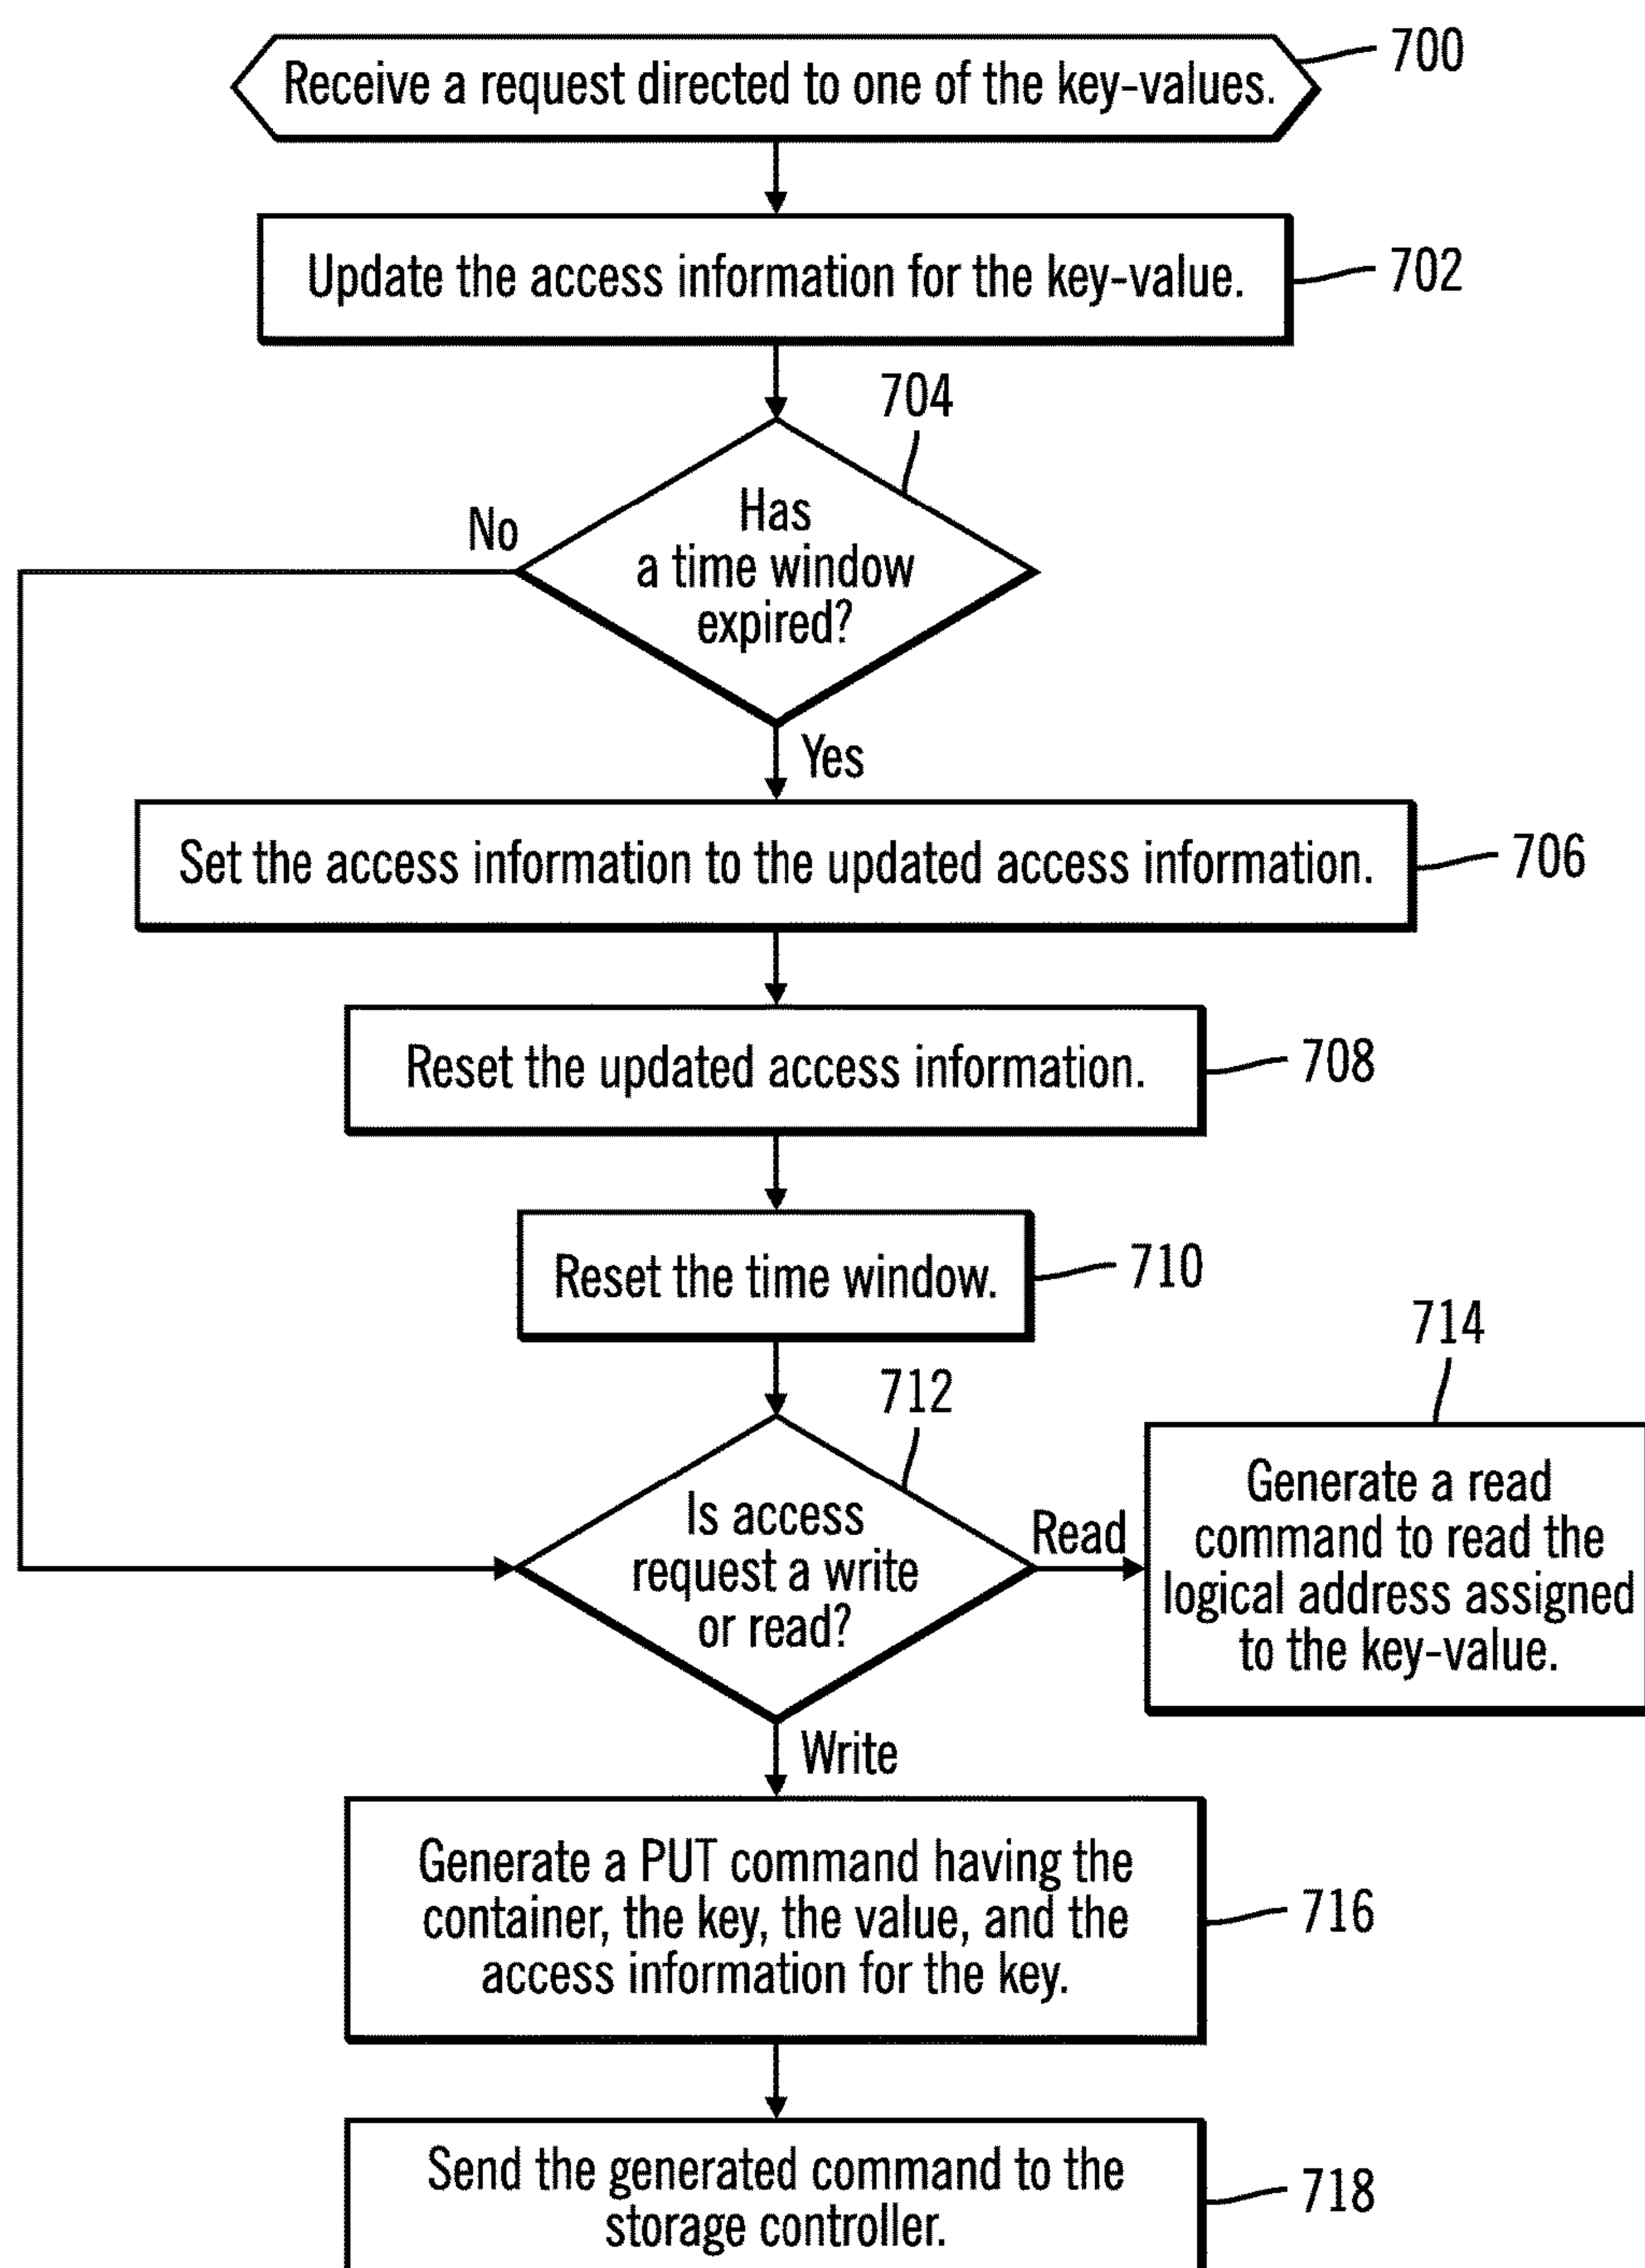 Receive a request directed to one of the key-values.
700
Update the access information for the key-value.
702
704
Has
a time window
expired?
No
Yes
Set the access information to the updated access information.
706
Reset the updated access information.
708
Reset the time window.
710
712
714
Is access
request a write
or read?
Read
Generate a read
command to read the
logical address assigned
to the key-value.
Write
Generate a PUT command having the
container, the key, the value, and the
access information for the key.
716
Send the generated command to the
storage controller.
718